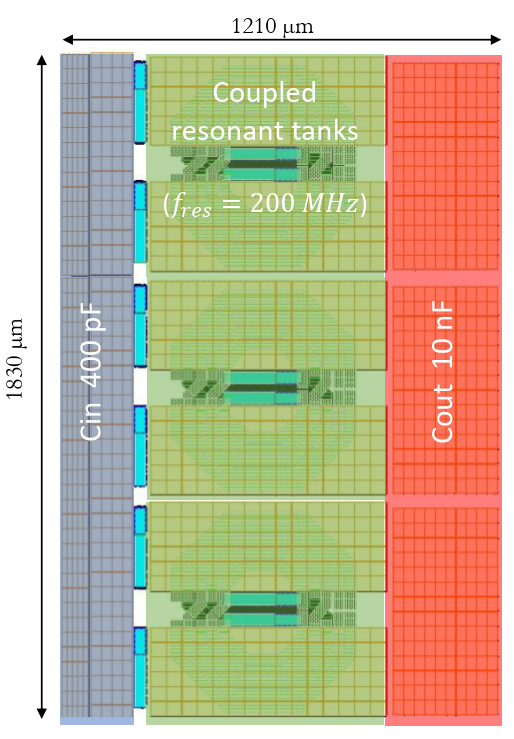 1210 µm
Coupled
resonant tanks
(f_res = 200 MHz)
1830 µm
Cin 400 pF
Cout 10 nF